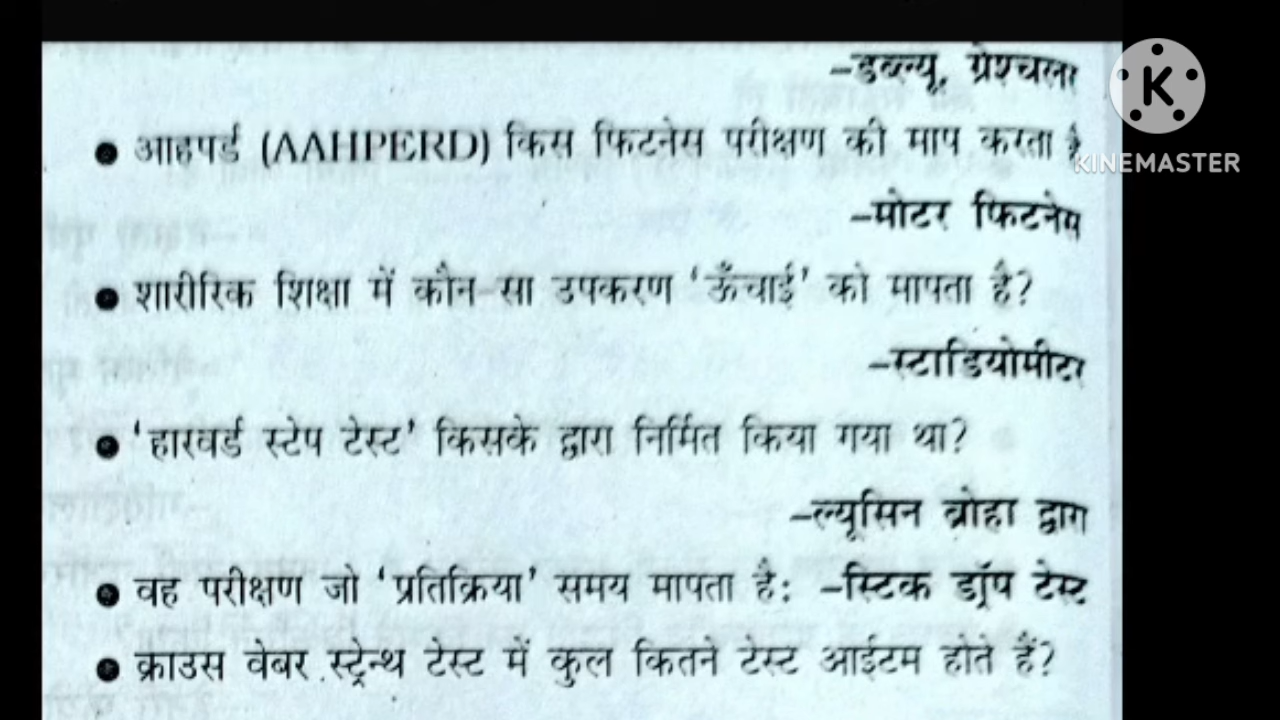 –डब्ल्यू. ग्रेश्चलर
K
KINEMASTER
● आहपर्ड (AAHPERD) किस फिटनेस परीक्षण की माप करता है
–मोटर फिटनेस
● शारीरिक शिक्षा में कौन-सा उपकरण ‘ऊँचाई’ को मापता है?
–स्टाडियोमीटर
● ‘हारवर्ड स्टेप टेस्ट’ किसके द्वारा निर्मित किया गया था?
–ल्यूसिन ब्रोहा द्वारा
● वह परीक्षण जो ‘प्रतिक्रिया’ समय मापता है: –स्टिक ड्रॉप टेस्ट
● क्राउस वेबर स्ट्रेन्थ टेस्ट में कुल कितने टेस्ट आईटम होते हैं?